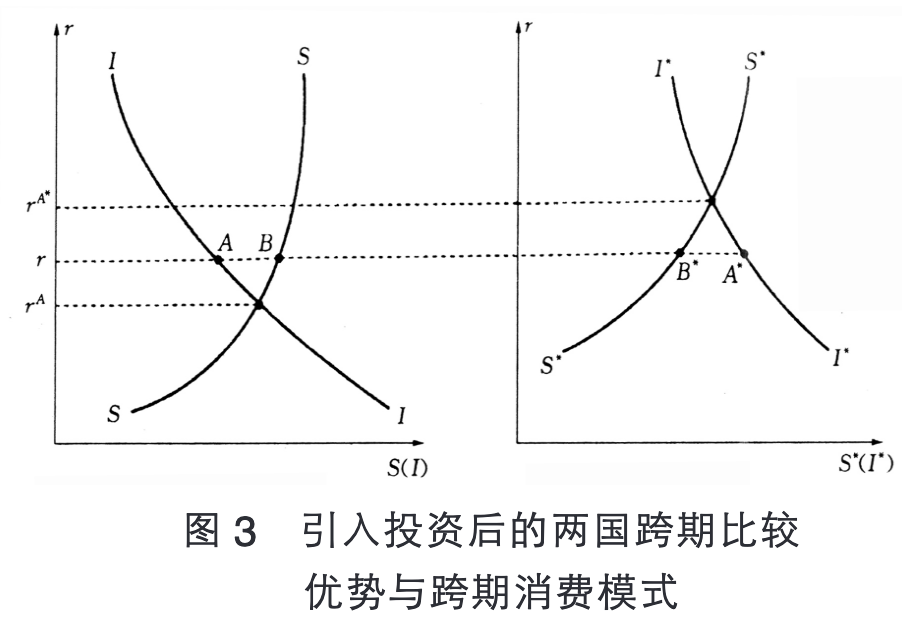 r
I
S
r^A*
r
A
B
r^A
S
I
S(I)
r
I*
S*
B*
A*
S*
I*
S*(I*)
图 3 引入投资后的两国跨期比较
优势与跨期消费模式